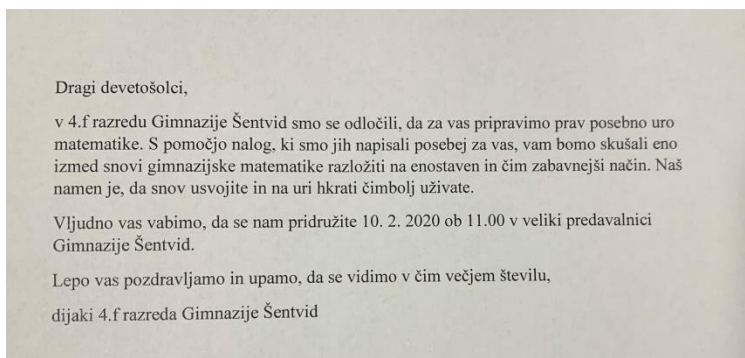 Dragi devetošolci,
v 4.f razredu Gimnazije Šentvid smo se odločili, da za vas pripravimo prav posebno uro
matematike. S pomočjo nalog, ki smo jih napisali posebej za vas, vam bomo skušali eno
izmed snovi gimnazijske matematike razložiti na enostaven in čim zabavnejši način. Naš
namen je, da snov usvojite in na uri hkrati čimbolj uživate.
Vljudno vas vabimo, da se nam pridružite 10. 2. 2020 ob 11.00 v veliki predavalnici
Gimnazije Šentvid.
Lepo vas pozdravljamo in upamo, da se vidimo v čim večjem številu,
dijaki 4.f razreda Gimnazije Šentvid